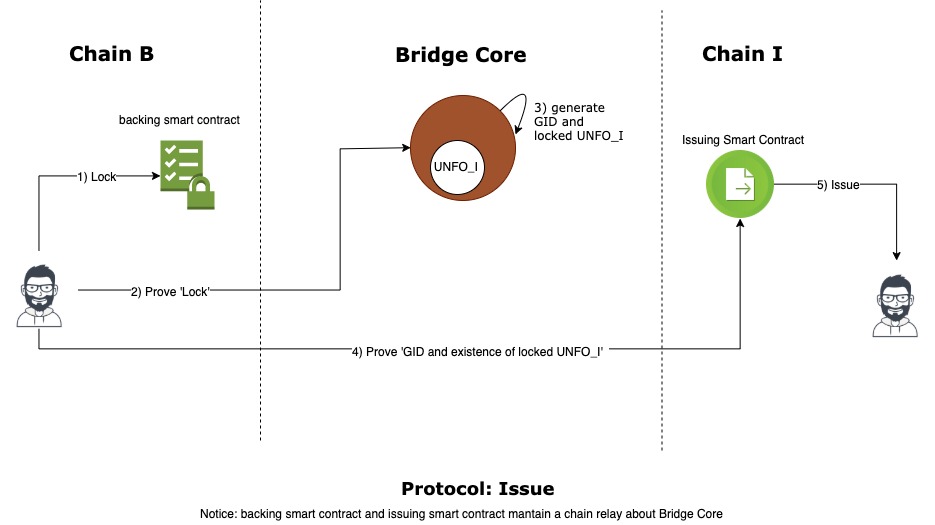 Chain B
Bridge Core
Chain I
backing smart contract
3) generate
GID and
locked UNFO_I
Issuing Smart Contract
UNFO_I
1) Lock
5) Issue
2) Prove 'Lock'
4) Prove 'GID and existence of locked UNFO_I'
Protocol: Issue
Notice: backing smart contract and issuing smart contract mantain a chain relay about Bridge Core